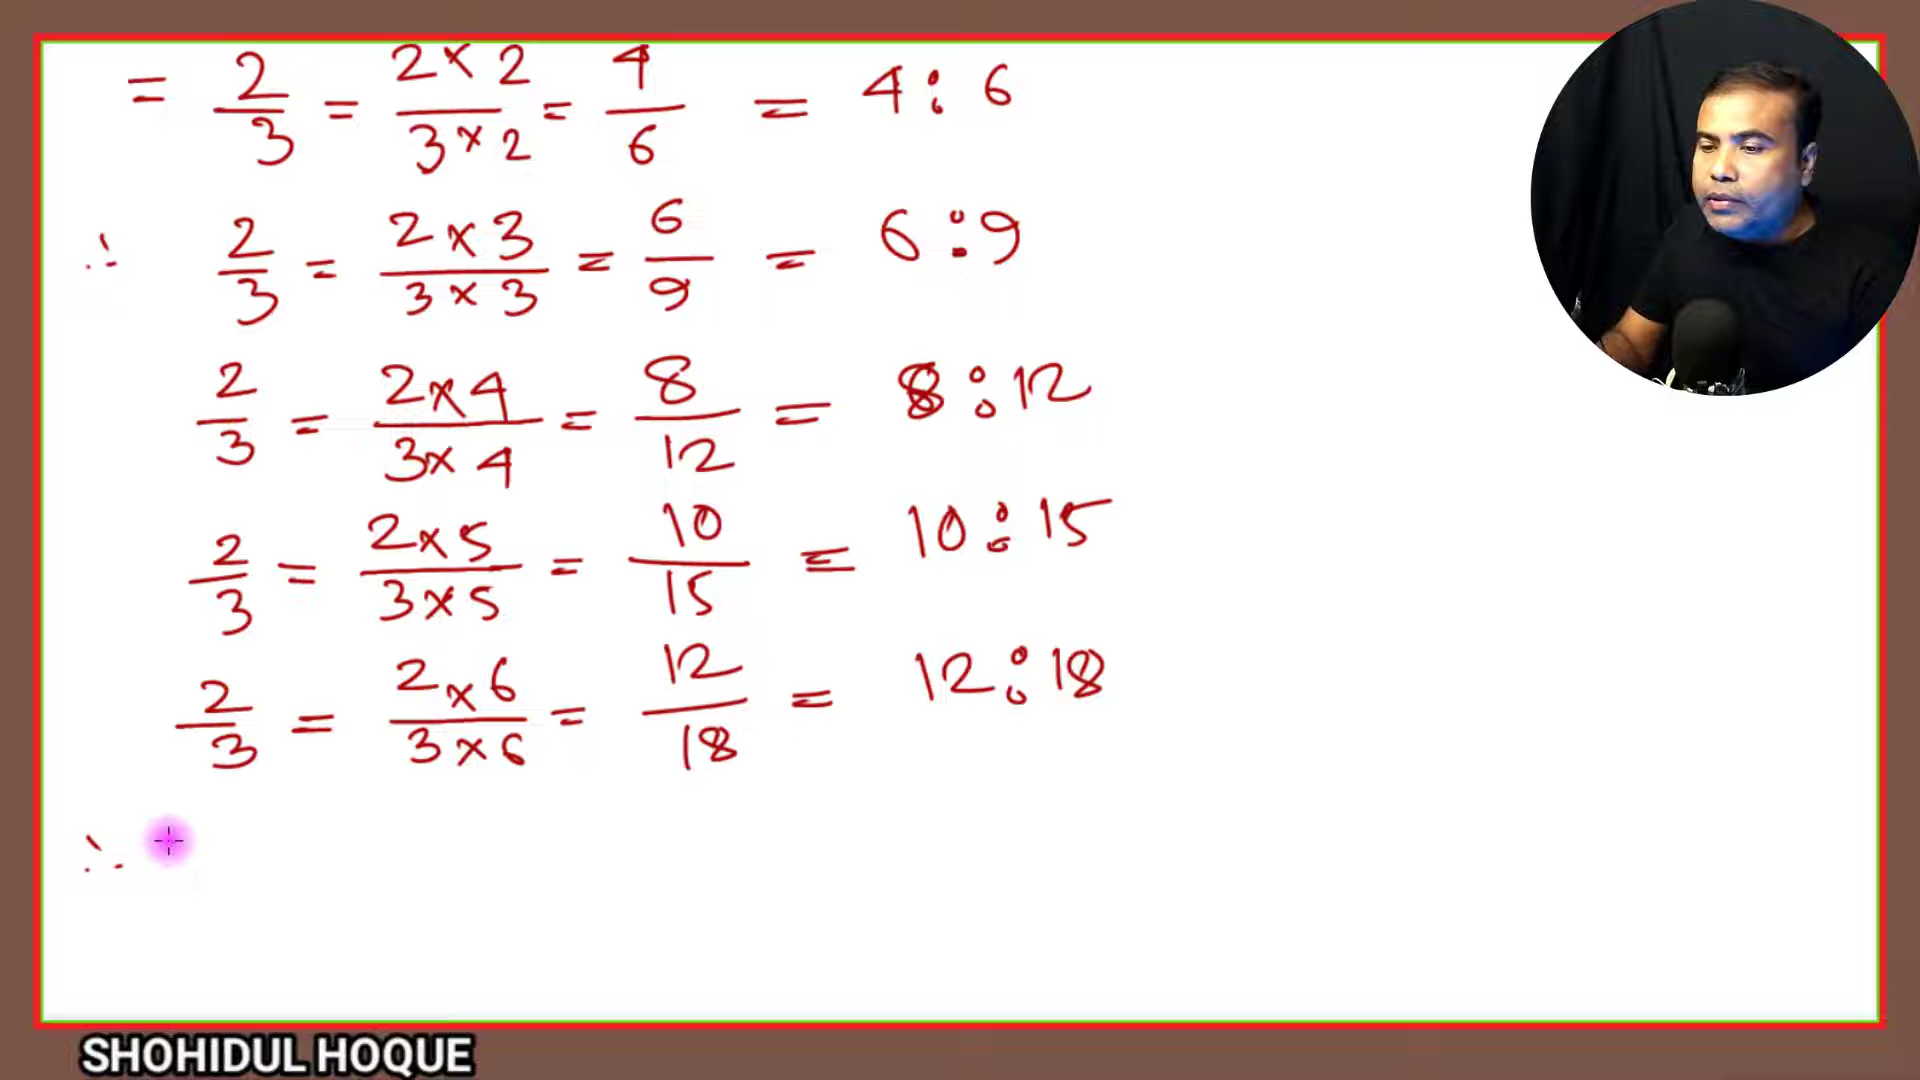 = 2/3 = 2×2/3×2 = 4/6 = 4:6
∴ 2/3 = 2×3/3×3 = 6/9 = 6:9
2/3 = 2×4/3×4 = 8/12 = 8:12
2/3 = 2×5/3×5 = 10/15 = 10:15
2/3 = 2×6/3×6 = 12/18 = 12:18
∴
SHOHIDUL HOQUE